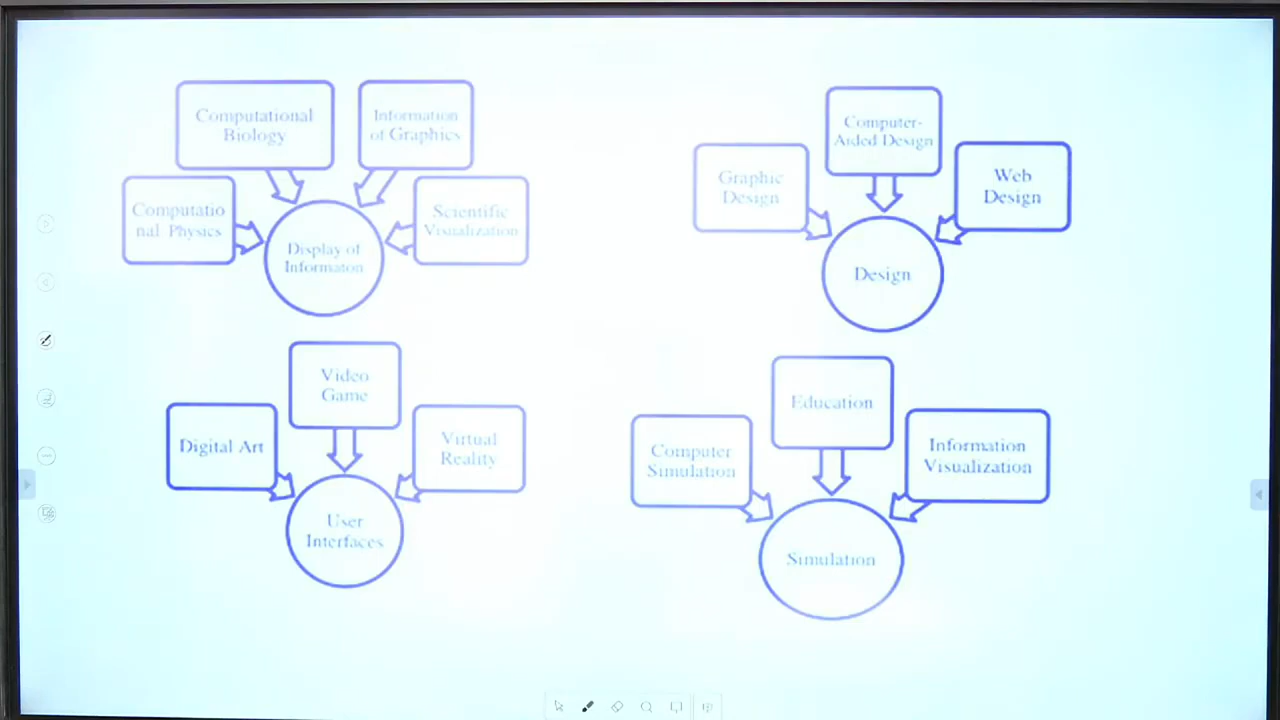 Computational
Biology
Information
of Graphics
Computatio
nal Physics
Scientific
Visualization
Display of
Informaton
Graphic
Design
Computer-
Aided Design
Web
Design
Design
Digital Art
Video
Game
Virtual
Reality
User
Interfaces
Computer
Simulation
Education
Information
Visualization
Simulation